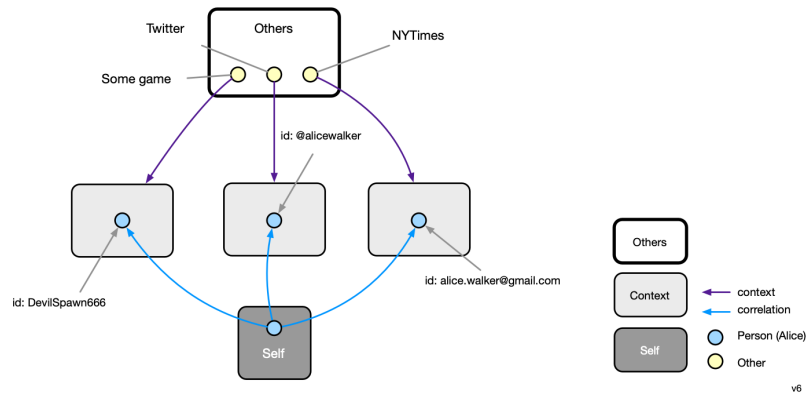 Twitter
Others
NYTimes
Some game
id: @alicewalker
id: DevilSpawn666
id: alice.walker@gmail.com
Self
Others
Context
context
correlation
Self
Person (Alice)
Other
v6